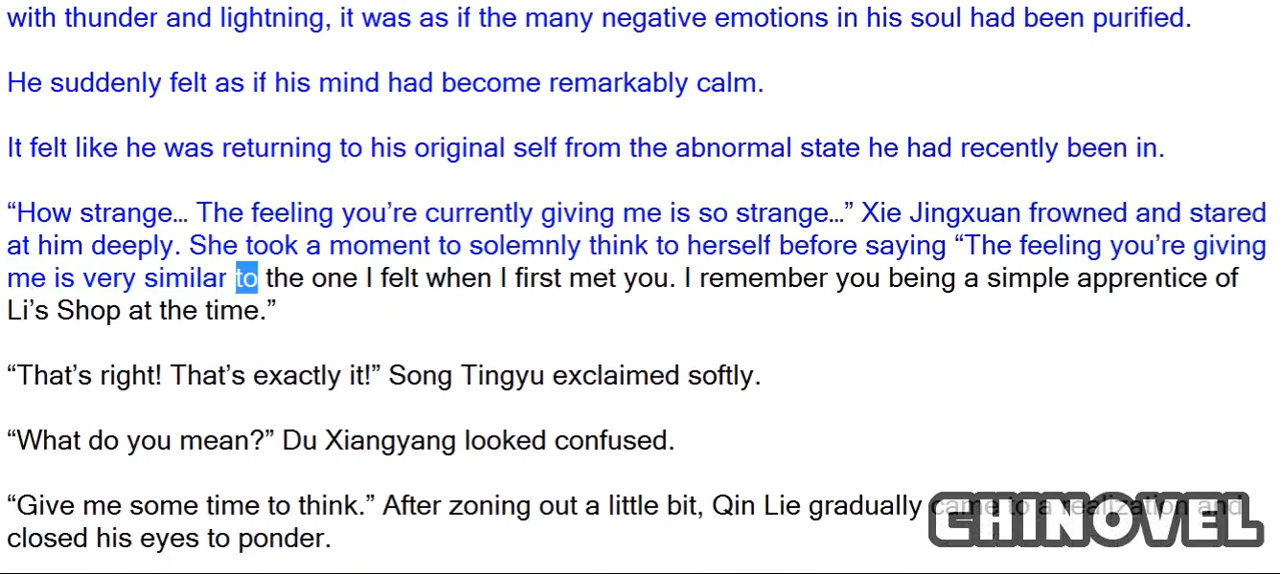 with thunder and lightning, it was as if the many negative emotions in his soul had been purified.
He suddenly felt as if his mind had become remarkably calm.
It felt like he was returning to his original self from the abnormal state he had recently been in.
“How strange… The feeling you’re currently giving me is so strange…” Xie Jingxuan frowned and stared
at him deeply. She took a moment to solemnly think to herself before saying “The feeling you’re giving
me is very similar to the one I felt when I first met you. I remember you being a simple apprentice of
Li’s Shop at the time.”
“That’s right! That’s exactly it!” Song Tingyu exclaimed softly.
“What do you mean?” Du Xiangyang looked confused.
“Give me some time to think.” After zoning out a little bit, Qin Lie gradually came to a realization and
closed his eyes to ponder.
CHINOVEL